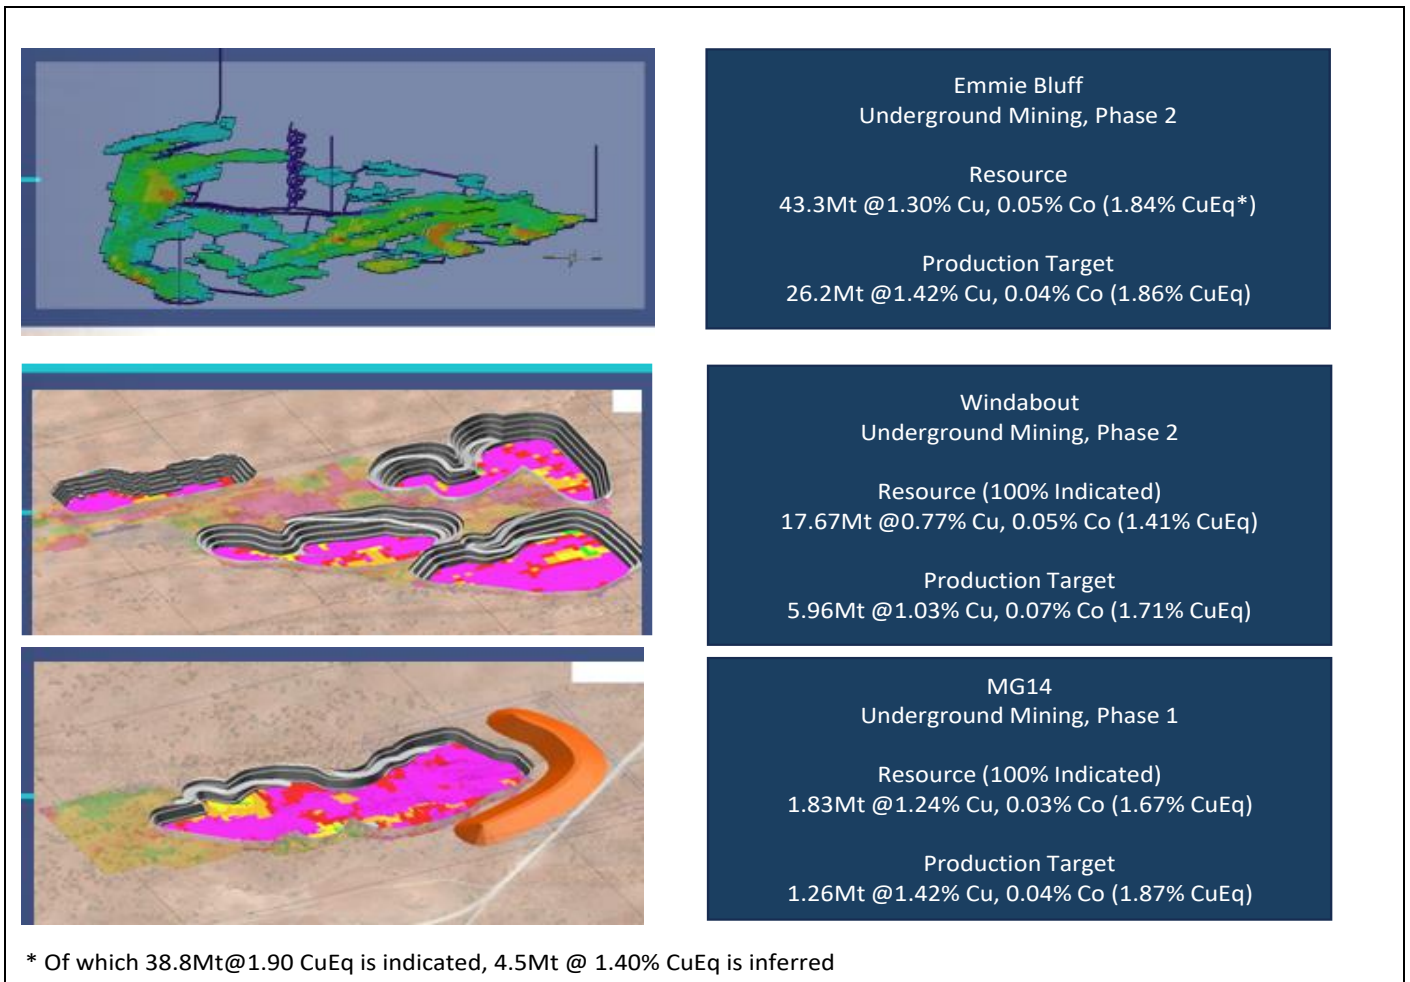 Emmie Bluff
Underground Mining, Phase 2
Resource
43.3Mt @1.30% Cu, 0.05% Co (1.84% CuEq*)
Production Target
26.2Mt @1.42% Cu, 0.04% Co (1.86% CuEq)
Windabout
Underground Mining, Phase 2
Resource (100% Indicated)
17.67Mt @0.77% Cu, 0.05% Co (1.41% CuEq)
Production Target
5.96Mt @1.03% Cu, 0.07% Co (1.71% CuEq)
MG14
Underground Mining, Phase 1
Resource (100% Indicated)
1.83Mt @1.24% Cu, 0.03% Co (1.67% CuEq)
Production Target
1.26Mt @1.42% Cu, 0.04% Co (1.87% CuEq)
* Of which 38.8Mt@1.90 CuEq is indicated, 4.5Mt @ 1.40% CuEq is inferred